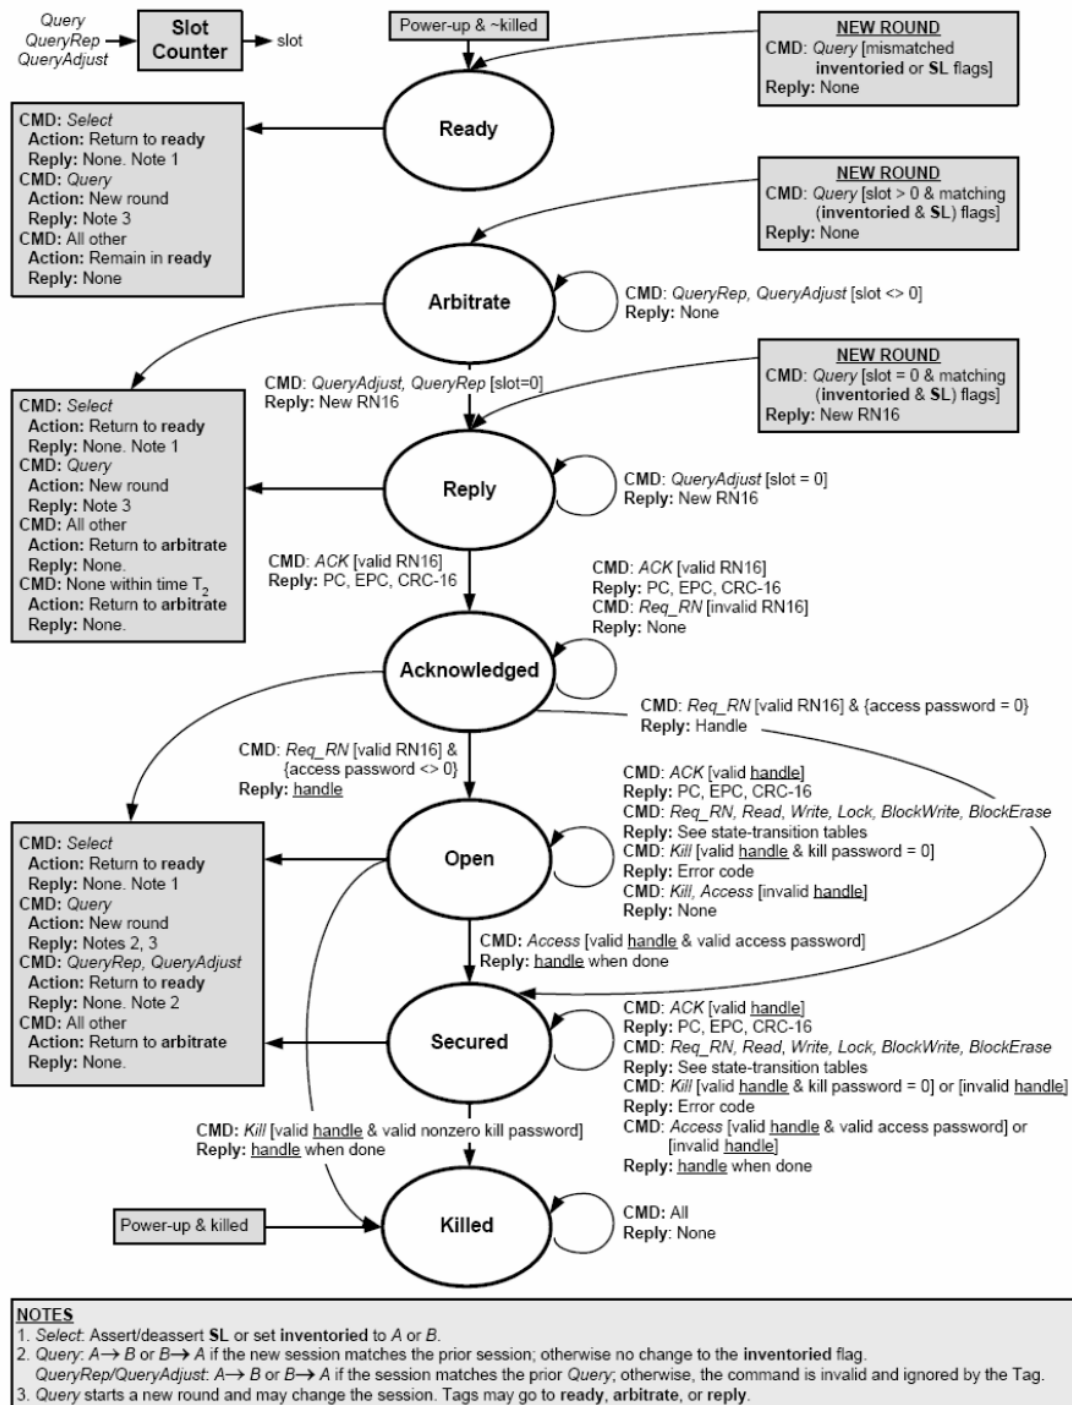 Query
QueryRep
QueryAdjust
Slot
Counter
slot
Power-up & ~killed
NEW ROUND
CMD: Query [mismatched
inventoried or SL flags]
Reply: None
Ready
CMD: Select
Action: Return to ready
Reply: None. Note 1
CMD: Query
Action: New round
Reply: Note 3
CMD: All other
Action: Remain in ready
Reply: None
NEW ROUND
CMD: Query [slot > 0 & matching
(inventoried & SL) flags]
Reply: None
Arbitrate
CMD: QueryRep, QueryAdjust [slot <> 0]
Reply: None
NEW ROUND
CMD: Query [slot = 0 & matching
(inventoried & SL) flags]
Reply: New RN16
CMD: QueryAdjust, QueryRep [slot=0]
Reply: New RN16
CMD: Select
Action: Return to ready
Reply: None. Note 1
CMD: Query
Action: New round
Reply: Note 3
CMD: All other
Action: Return to arbitrate
Reply: None.
CMD: None within time T2
Action: Return to arbitrate
Reply: None.
Reply
CMD: QueryAdjust [slot = 0]
Reply: New RN16
CMD: ACK [valid RN16]
Reply: PC, EPC, CRC-16
CMD: ACK [valid RN16]
Reply: PC, EPC, CRC-16
CMD: Req_RN [invalid RN16]
Reply: None
Acknowledged
CMD: Req_RN [valid RN16] & {access password = 0}
Reply: Handle
CMD: Req_RN [valid RN16] &
{access password <> 0}
Reply: handle
CMD: ACK [valid handle]
Reply: PC, EPC, CRC-16
CMD: Req_RN, Read, Write, Lock, BlockWrite, BlockErase
Reply: See state-transition tables
CMD: Kill [valid handle & kill password = 0]
Reply: Error code
CMD: Kill, Access [invalid handle]
Reply: None
Open
CMD: Select
Action: Return to ready
Reply: None. Note 1
CMD: Query
Action: New round
Reply: Notes 2, 3
CMD: QueryRep, QueryAdjust
Action: Return to ready
Reply: None. Note 2
CMD: All other
Action: Return to arbitrate
Reply: None.
CMD: Access [valid handle & valid access password]
Reply: handle when done
Secured
CMD: ACK [valid handle]
Reply: PC, EPC, CRC-16
CMD: Req_RN, Read, Write, Lock, BlockWrite, BlockErase
Reply: See state-transition tables
CMD: Kill [valid handle & kill password = 0] or [invalid handle]
Reply: Error code
CMD: Access [valid handle & valid access password] or
[invalid handle]
Reply: handle when done
CMD: Kill [valid handle & valid nonzero kill password]
Reply: handle when done
Power-up & killed
Killed
CMD: All
Reply: None
NOTES
1. Select: Assert/deassert SL or set inventoried to A or B.
2. Query: A→ B or B→ A if the new session matches the prior session; otherwise no change to the inventoried flag.
QueryRep/QueryAdjust: A→ B or B→ A if the session matches the prior Query; otherwise, the command is invalid and ignored by the Tag.
3. Query starts a new round and may change the session. Tags may go to ready, arbitrate, or reply.